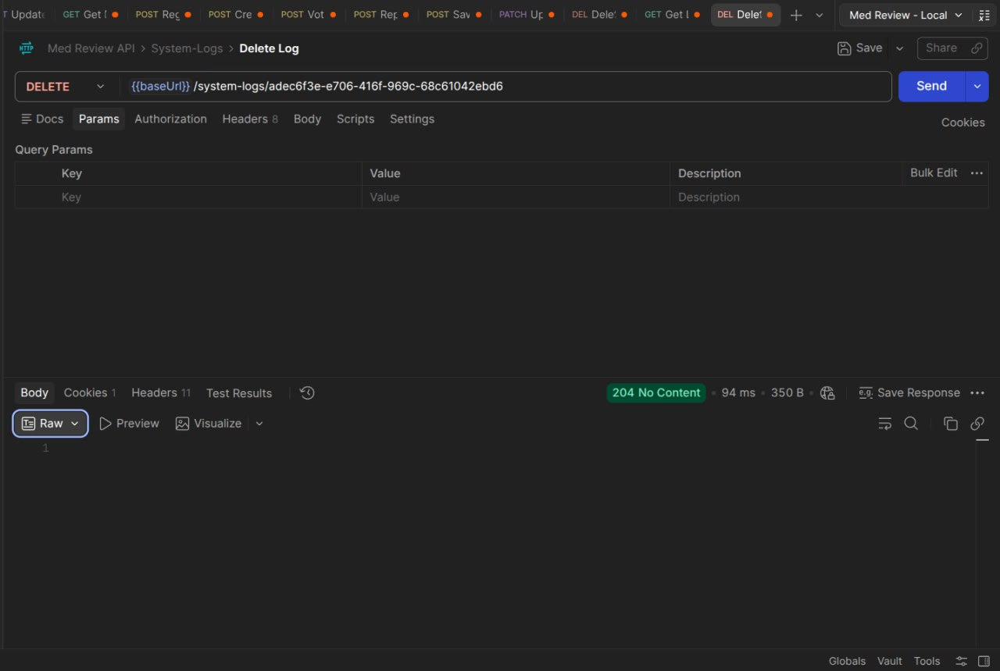 T Update GET Get POST Reg POST Cre POST Vot POST Rep POST Sav PATCH Up DEL Delet GET Get L DEL Delet Med Review - Local
HTTP Med Review API > System-Logs > Delete Log Save Share
DELETE {{baseUrl}} /system-logs/adec6f3e-e706-416f-969c-68c61042ebd6 Send
Docs Params Authorization Headers 8 Body Scripts Settings Cookies
Query Params
Key Value Description Bulk Edit
Key Value Description
Body Cookies 1 Headers 11 Test Results 204 No Content • 94 ms • 350 B • e.g. Save Response
Raw Preview Visualize
1
Globals Vault Tools